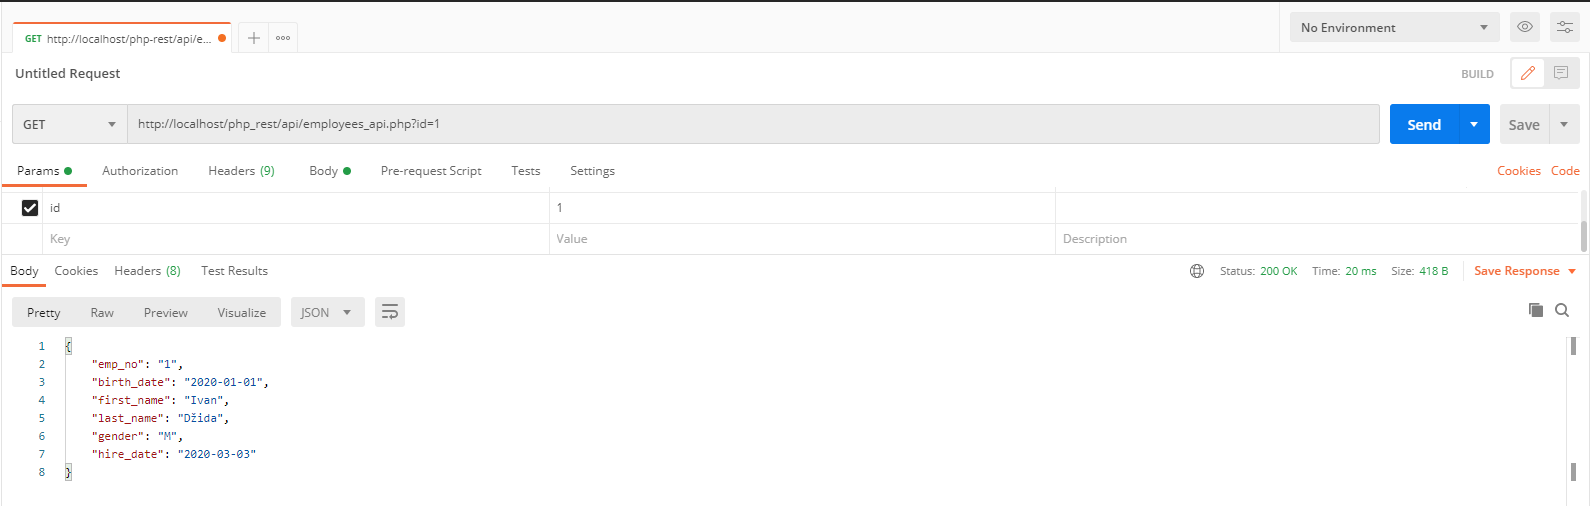 GET http://localhost/php-rest/api/e... + ooo No Environment
Untitled Request BUILD
GET http://localhost/php_rest/api/employees_api.php?id=1 Send Save
Params Authorization Headers (9) Body Pre-request Script Tests Settings Cookies Code
id 1
Key Value Description
Body Cookies Headers (8) Test Results Status: 200 OK Time: 20 ms Size: 418 B Save Response
Pretty Raw Preview Visualize JSON
1 {
2 "emp_no": "1",
3 "birth_date": "2020-01-01",
4 "first_name": "Ivan",
5 "last_name": "Džida",
6 "gender": "M",
7 "hire_date": "2020-03-03"
8 }